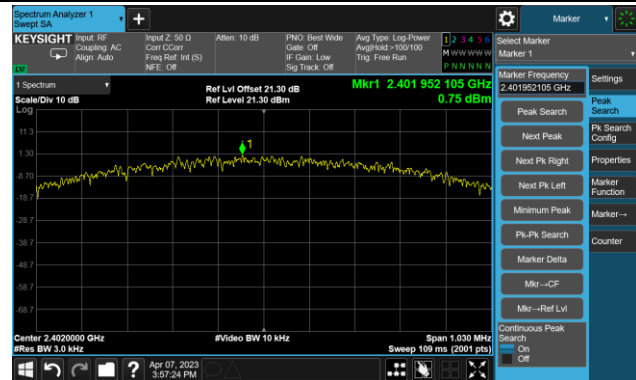 Spectrum Analyzer 1
Swept SA
Marker
KEYSIGHT
Input: RF
Coupling: AC
Align: Auto
Input Z: 50 Ω
Corr CCorr
Freq Ref: Int (S)
NFE: Off
Atten: 10 dB
PNO: Best Wide
Gate: Off
IF Gain: Low
Sig Track: Off
Avg Type: Log-Power
Avg|Hold:>100/100
Trig: Free Run
1 2 3 4 5 6
M W W W W W
P N N N N N
Select Marker
Marker 1
1 Spectrum
Scale/Div 10 dB
Log
Ref Lvl Offset 21.30 dB
Ref Level 21.30 dBm
Mkr1 2.401 952 105 GHz
0.75 dBm
11.3
1.30
-8.70
-18.7
-28.7
-38.7
-48.7
-58.7
-68.7
1
Center 2.4020000 GHz
#Res BW 3.0 kHz
#Video BW 10 kHz
Span 1.030 MHz
Sweep 109 ms (2001 pts)
Marker Frequency
2.401952105 GHz
Peak Search
Next Peak
Next Pk Right
Next Pk Left
Minimum Peak
Pk-Pk Search
Marker Delta
Mkr→CF
Mkr→Ref Lvl
Continuous Peak
Search
On
Off
Settings
Peak
Search
Pk Search
Config
Properties
Marker
Function
Marker→
Counter
?
Apr 07, 2023
3:57:24 PM